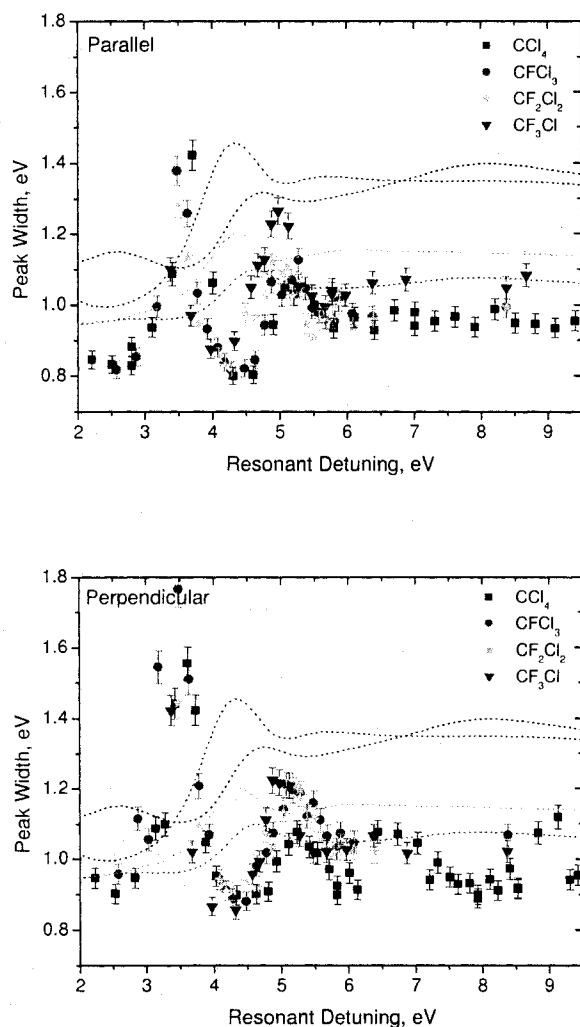 Parallel
CCl₄
CFCl₃
CF₂Cl₂
CF₃Cl
Peak Width, eV
1.8
1.6
1.4
1.2
1.0
0.8
2 3 4 5 6 7 8 9
Resonant Detuning, eV
Perpendicular
CCl₄
CFCl₃
CF₂Cl₂
CF₃Cl
Peak Width, eV
1.8
1.6
1.4
1.2
1.0
0.8
2 3 4 5 6 7 8 9
Resonant Detuning, eV